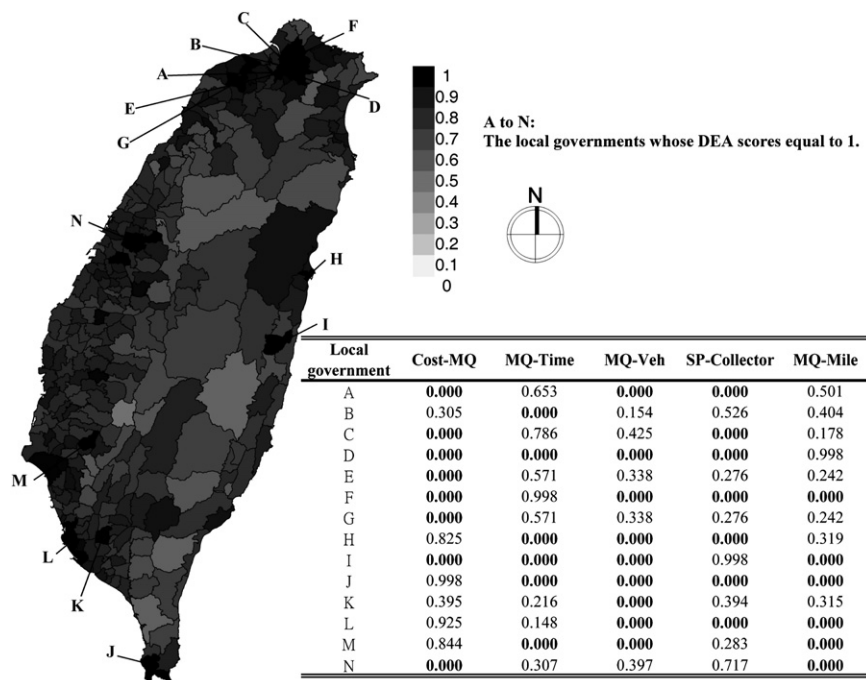 C
F
B
A
E
D
G
N
H
I
M
L
K
J
1
0.9
0.8
0.7
0.6
0.5
0.4
0.3
0.2
0.1
0
A to N:
The local governments whose DEA scores equal to 1.
N
Local government Cost-MQ MQ-Time MQ-Veh SP-Collector MQ-Mile
A 0.000 0.653 0.000 0.000 0.501
B 0.305 0.000 0.154 0.526 0.404
C 0.000 0.786 0.425 0.000 0.178
D 0.000 0.000 0.000 0.000 0.998
E 0.000 0.571 0.338 0.276 0.242
F 0.000 0.998 0.000 0.000 0.000
G 0.000 0.571 0.338 0.276 0.242
H 0.825 0.000 0.000 0.000 0.319
I 0.000 0.000 0.000 0.998 0.000
J 0.998 0.000 0.000 0.000 0.000
K 0.395 0.216 0.000 0.394 0.315
L 0.925 0.148 0.000 0.000 0.000
M 0.844 0.000 0.000 0.283 0.000
N 0.000 0.307 0.397 0.717 0.000